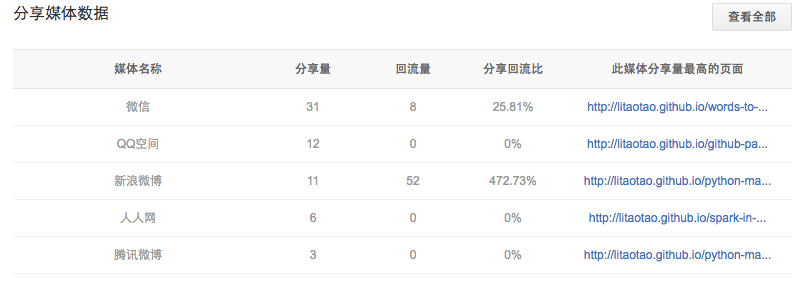 分享媒体数据
查看全部
媒体名称 分享量 回流量 分享回流比 此媒体分享量最高的页面
微信 31 8 25.81% http://litaotao.github.io/words-to-...
QQ空间 12 0 0% http://litaotao.github.io/github-pa...
新浪微博 11 52 472.73% http://litaotao.github.io/python-ma...
人人网 6 0 0% http://litaotao.github.io/spark-in-...
腾讯微博 3 0 0% http://litaotao.github.io/python-ma...